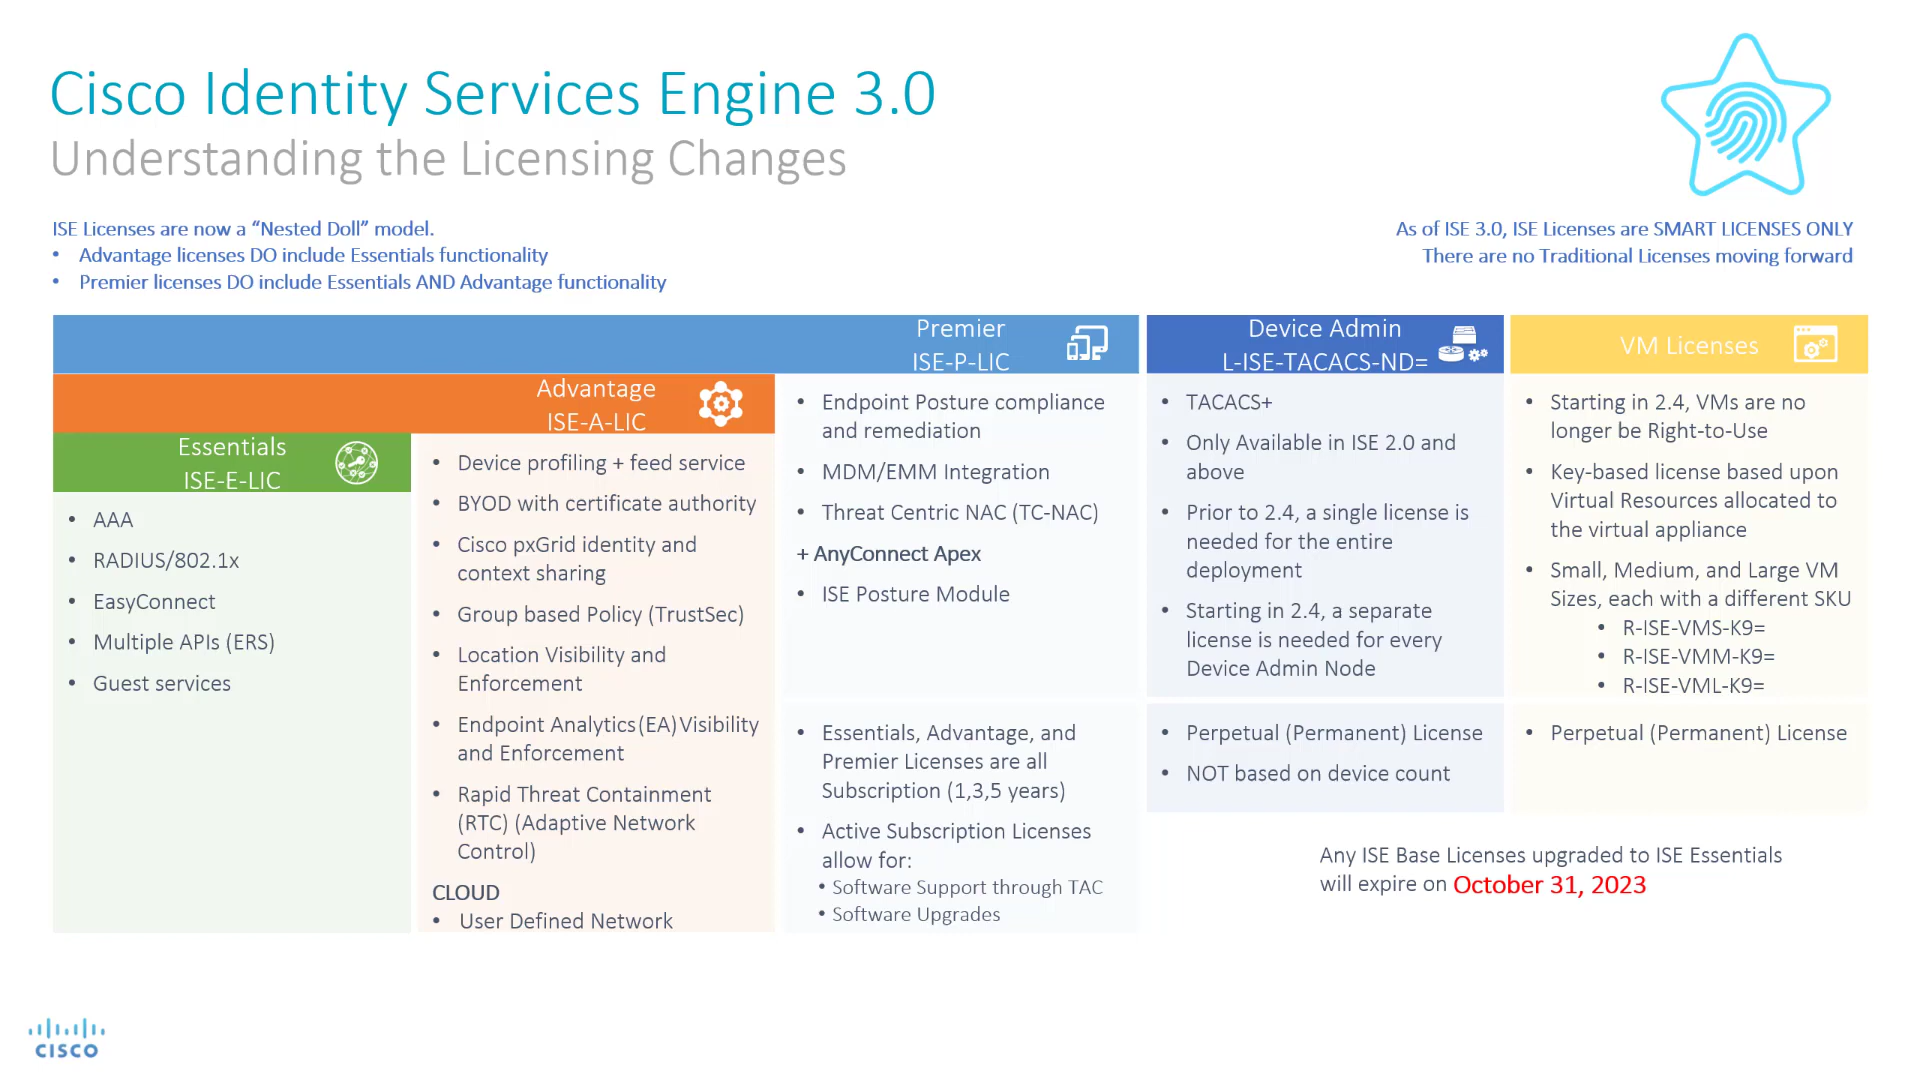 Cisco Identity Services Engine 3.0
Understanding the Licensing Changes
ISE Licenses are now a “Nested Doll” model.
• Advantage licenses DO include Essentials functionality
• Premier licenses DO include Essentials AND Advantage functionality
As of ISE 3.0, ISE Licenses are SMART LICENSES ONLY
There are no Traditional Licenses moving forward
Essentials
ISE-E-LIC
• AAA
• RADIUS/802.1x
• EasyConnect
• Multiple APIs (ERS)
• Guest services
Advantage
ISE-A-LIC
• Device profiling + feed service
• BYOD with certificate authority
• Cisco pxGrid identity and
context sharing
• Group based Policy (TrustSec)
• Location Visibility and
Enforcement
• Endpoint Analytics (EA) Visibility
and Enforcement
• Rapid Threat Containment
(RTC) (Adaptive Network
Control)
CLOUD
• User Defined Network
Premier
ISE-P-LIC
• Endpoint Posture compliance
and remediation
• MDM/EMM Integration
• Threat Centric NAC (TC-NAC)
+ AnyConnect Apex
• ISE Posture Module
• Essentials, Advantage, and
Premier Licenses are all
Subscription (1,3,5 years)
• Active Subscription Licenses
allow for:
• Software Support through TAC
• Software Upgrades
Device Admin
L-ISE-TACACS-ND=
• TACACS+
• Only Available in ISE 2.0 and
above
• Prior to 2.4, a single license is
needed for the entire
deployment
• Starting in 2.4, a separate
license is needed for every
Device Admin Node
• Perpetual (Permanent) License
• NOT based on device count
VM Licenses
• Starting in 2.4, VMs are no
longer be Right-to-Use
• Key-based license based upon
Virtual Resources allocated to
the virtual appliance
• Small, Medium, and Large VM
Sizes, each with a different SKU
• R-ISE-VMS-K9=
• R-ISE-VMM-K9=
• R-ISE-VML-K9=
• Perpetual (Permanent) License
Any ISE Base Licenses upgraded to ISE Essentials
will expire on October 31, 2023
CISCO